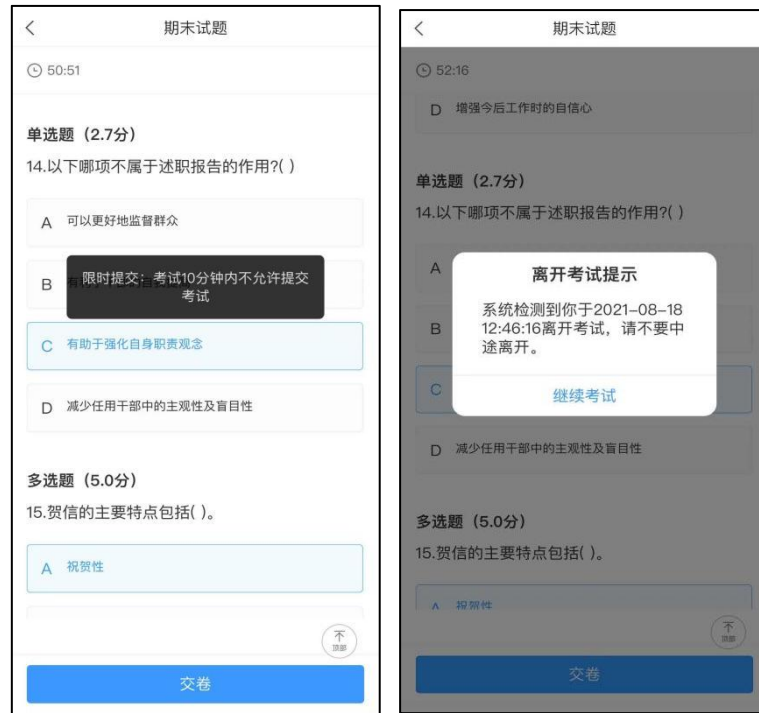 期末试题
50:51
单选题（2.7分）
14.以下哪项不属于述职报告的作用?( )
A 可以更好地监督群众
B
限时提交：考试10分钟内不允许提交
考试
C 有助于强化自身职责观念
D 减少任用干部中的主观性及盲目性
多选题（5.0分）
15.贺信的主要特点包括( )。
A 祝贺性
顶部
交卷
期末试题
52:16
D 增强今后工作时的自信心
单选题（2.7分）
14.以下哪项不属于述职报告的作用?( )
A
B
C
离开考试提示
系统检测到你于2021-08-18
12:46:16离开考试，请不要中
途离开。
继续考试
D 减少任用干部中的主观性及盲目性
多选题（5.0分）
15.贺信的主要特点包括( )。
A 祝贺性
顶部
交卷